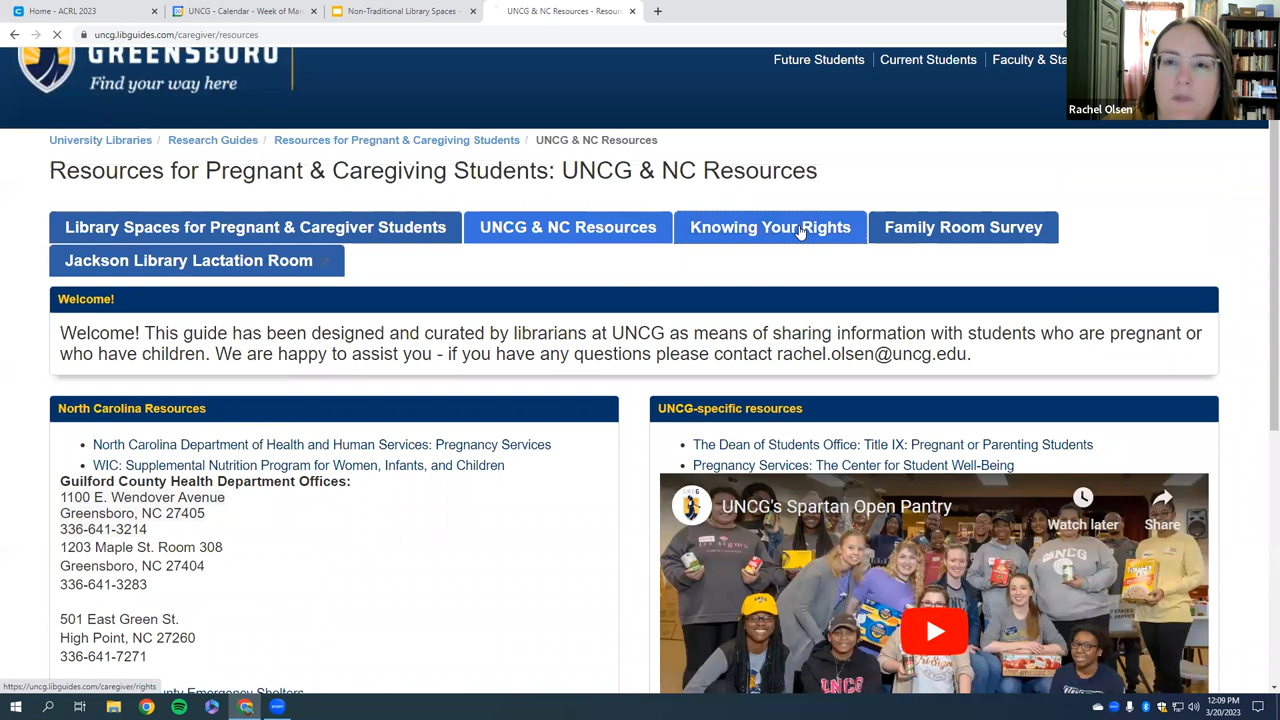 Home - ACRL 2023
UNCG - Calendar - Week of Mar
Non-Traditional Library Spaces -
UNCG & NC Resources - Resour
uncg.libguides.com/caregiver/resources
GREENSBORO
Find your way here
Future Students
Current Students
Faculty & Sta
Rachel Olsen
University Libraries / Research Guides / Resources for Pregnant & Caregiving Students / UNCG & NC Resources
Resources for Pregnant & Caregiving Students: UNCG & NC Resources
Library Spaces for Pregnant & Caregiver Students
UNCG & NC Resources
Knowing Your Rights
Family Room Survey
Jackson Library Lactation Room
Welcome!
Welcome! This guide has been designed and curated by librarians at UNCG as means of sharing information with students who are pregnant or
who have children. We are happy to assist you - if you have any questions please contact rachel.olsen@uncg.edu.
North Carolina Resources
North Carolina Department of Health and Human Services: Pregnancy Services
WIC: Supplemental Nutrition Program for Women, Infants, and Children
Guilford County Health Department Offices:
1100 E. Wendover Avenue
Greensboro, NC 27405
336-641-3214
1203 Maple St. Room 308
Greensboro, NC 27404
336-641-3283
501 East Green St.
High Point, NC 27260
336-641-7271
UNCG-specific resources
The Dean of Students Office: Title IX: Pregnant or Parenting Students
Pregnancy Services: The Center for Student Well-Being
UNCG's Spartan Open Pantry
Watch later
Share
UNCG
UNCG
Emergency Shelters
https://uncg.libguides.com/caregiver/rights
12:09 PM
3/20/2023